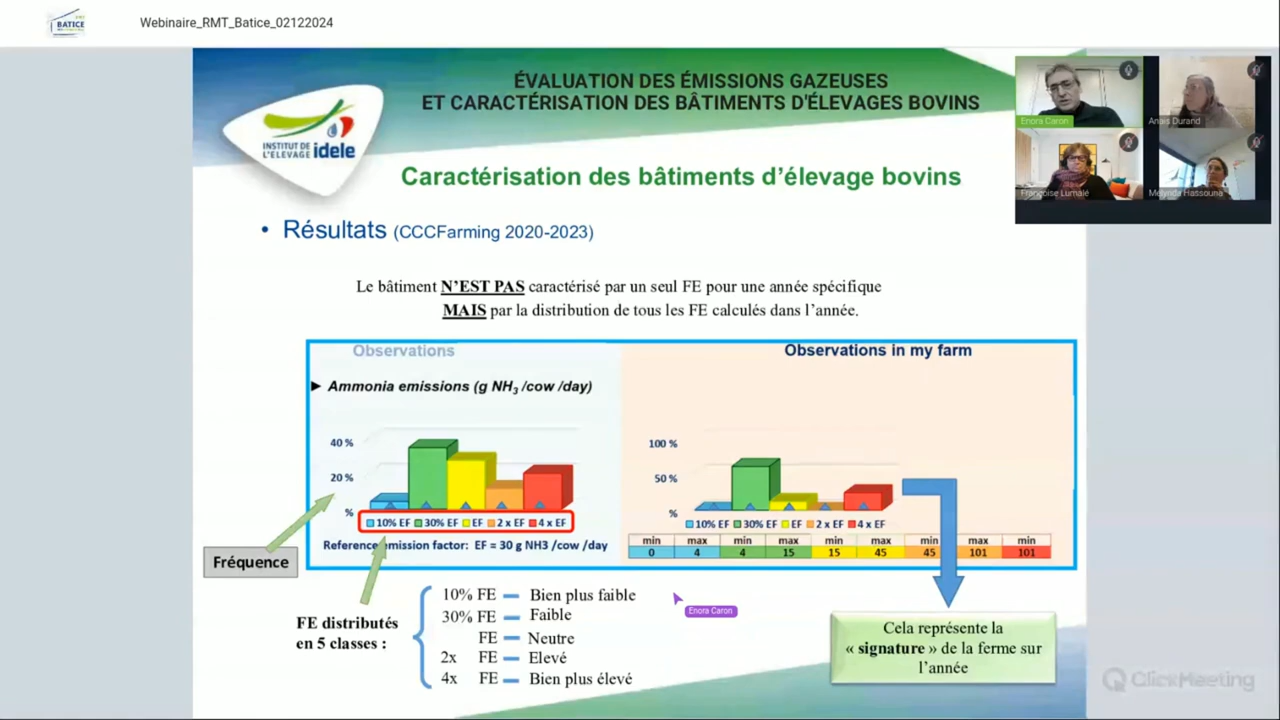 BATICE
Webinaire_RMT_Batice_02122024
ÉVALUATION DES ÉMISSIONS GAZEUSES
ET CARACTÉRISATION DES BÂTIMENTS D'ÉLEVAGES BOVINS
INSTITUT DE
L'ELEVAGE idele
Enora Caron
Anais Durand
Françoise Lumalé
Melynda Hassouna
Caractérisation des bâtiments d'élevage bovins
• Résultats (CCCFarming 2020-2023)
Le bâtiment N'EST PAS caractérisé par un seul FE pour une année spécifique
MAIS par la distribution de tous les FE calculés dans l'année.
Observations
► Ammonia emissions (g NH3 /cow /day)
40 %
20 %
%
10% EF 30% EF EF 2 x EF 4 x EF
Reference emission factor: EF = 30 g NH3 /cow /day
Observations in my farm
100 %
50 %
%
10% EF 30% EF EF 2 x EF 4 x EF
min max min max min max min max min
0 4 4 15 15 45 45 101 101
Fréquence
FE distribués
en 5 classes :
10% FE Bien plus faible
30% FE Faible
FE Neutre
2x FE Elevé
4x FE Bien plus élevé
Enora Caron
Cela représente la
« signature » de la ferme sur
l'année
ClickMeeting